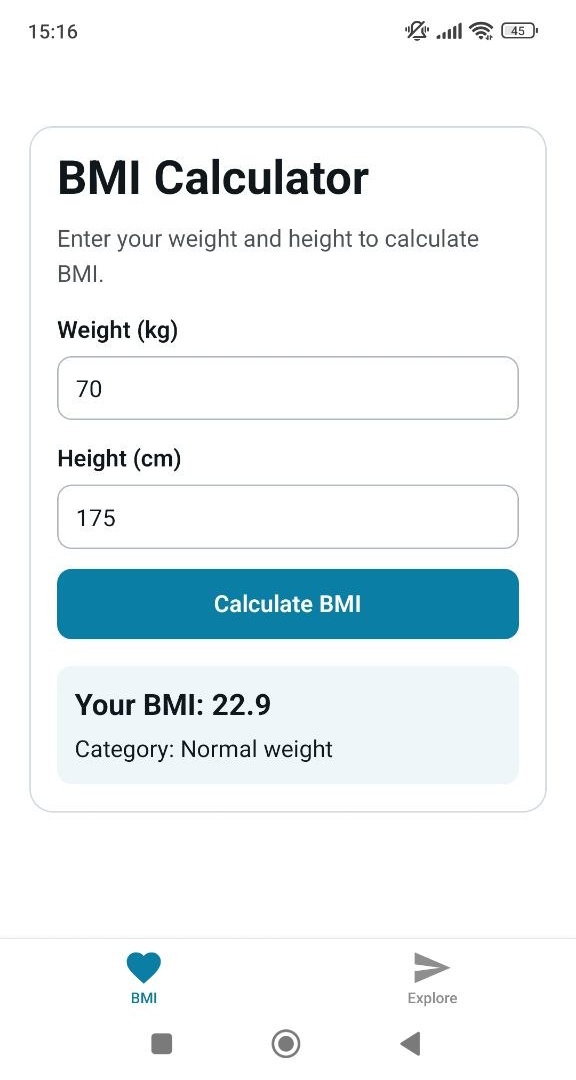 15:16
45
BMI Calculator
Enter your weight and height to calculate
BMI.
Weight (kg)
70
Height (cm)
175
Calculate BMI
Your BMI: 22.9
Category: Normal weight
BMI
Explore